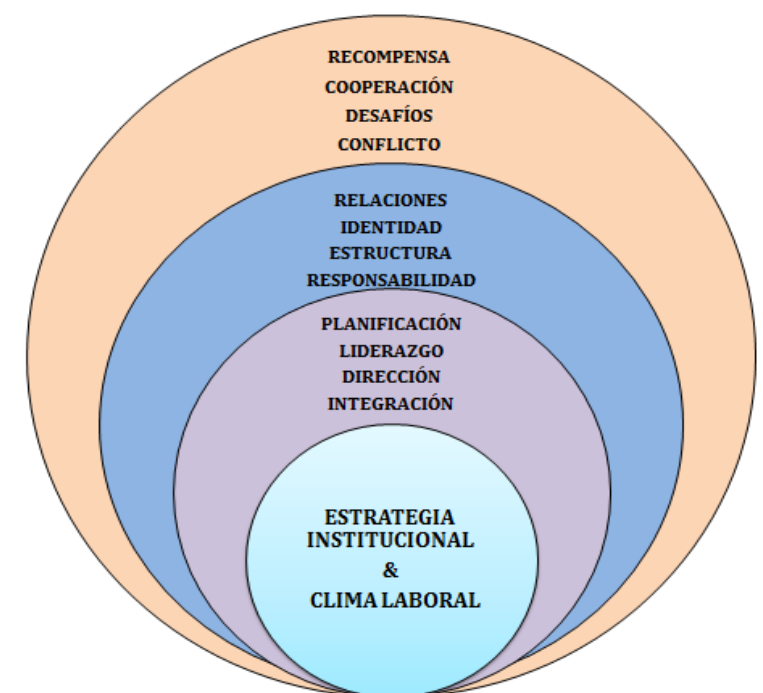 RECOMPENSA
COOPERACIÓN
DESAFÍOS
CONFLICTO
RELACIONES
IDENTIDAD
ESTRUCTURA
RESPONSABILIDAD
PLANIFICACIÓN
LIDERAZGO
DIRECCIÓN
INTEGRACIÓN
ESTRATEGIA
INSTITUCIONAL
&
CLIMA LABORAL